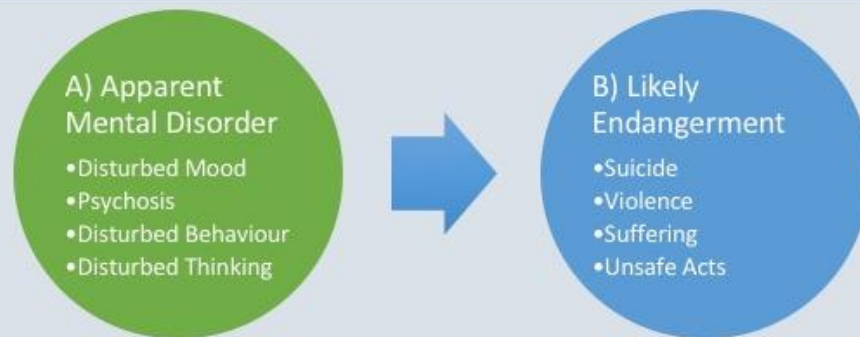 A) Apparent
Mental Disorder
•Disturbed Mood
•Psychosis
•Disturbed Behaviour
•Disturbed Thinking
B) Likely
Endangerment
•Suicide
•Violence
•Suffering
•Unsafe Acts